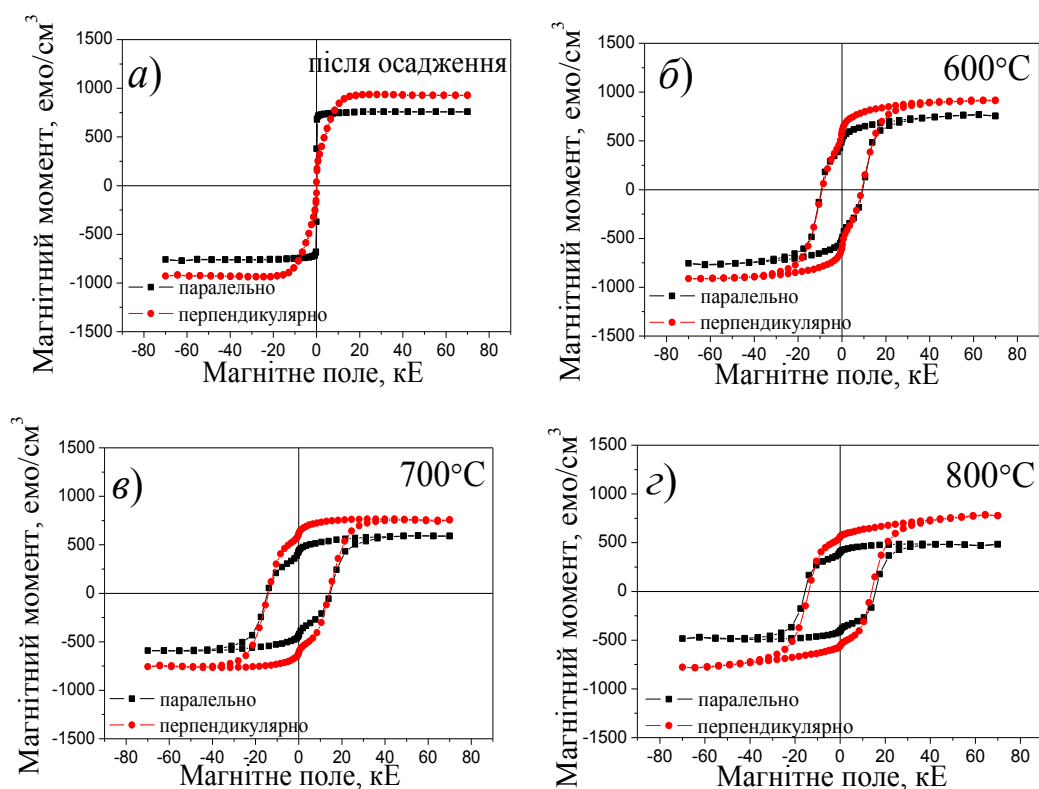 а)
після осадження
Магнітний момент, емо/см³
1500
1000
500
0
-500
-1000
-1500
паралельно
перпендикулярно
-80 -60 -40 -20 0 20 40 60 80
Магнітне поле, кЕ
б)
600°C
Магнітний момент, емо/см³
1500
1000
500
0
-500
-1000
-1500
паралельно
перпендикулярно
-80 -60 -40 -20 0 20 40 60 80
Магнітне поле, кЕ
в)
700°C
Магнітний момент, емо/см³
1500
1000
500
0
-500
-1000
-1500
паралельно
перпендикулярно
-80 -60 -40 -20 0 20 40 60 80
Магнітне поле, кЕ
г)
800°C
Магнітний момент, емо/см³
1500
1000
500
0
-500
-1000
-1500
паралельно
перпендикулярно
-80 -60 -40 -20 0 20 40 60 80
Магнітне поле, кЕ